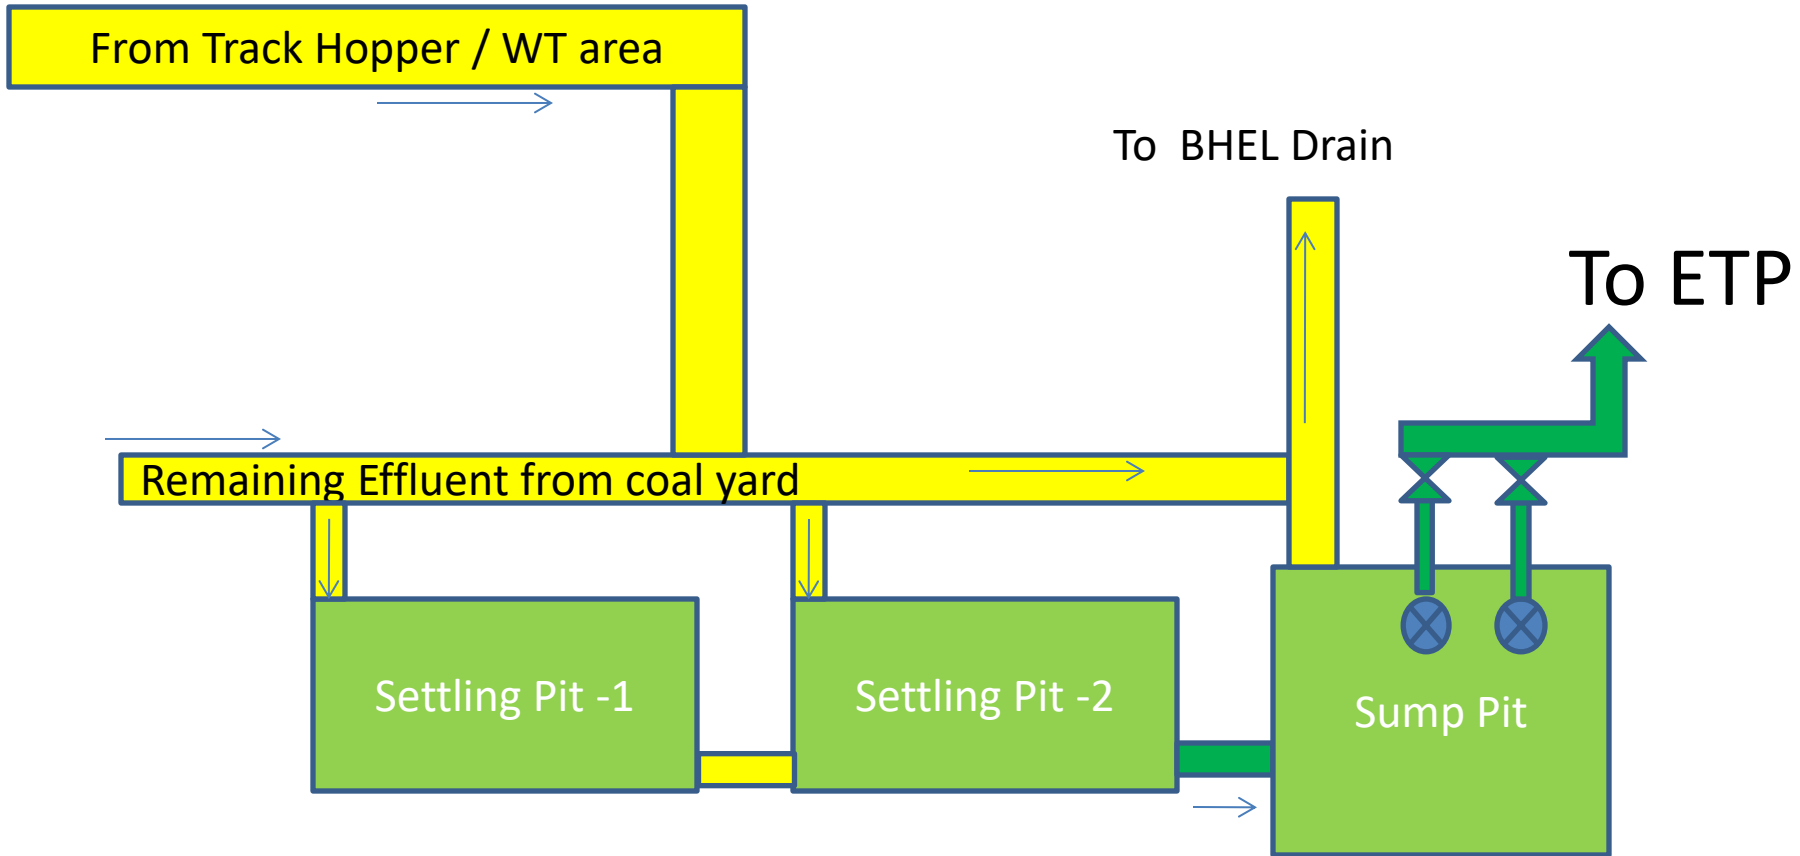 From Track Hopper / WT area
To BHEL Drain
To ETP
Remaining Effluent from coal yard
Settling Pit -1
Settling Pit -2
Sump Pit